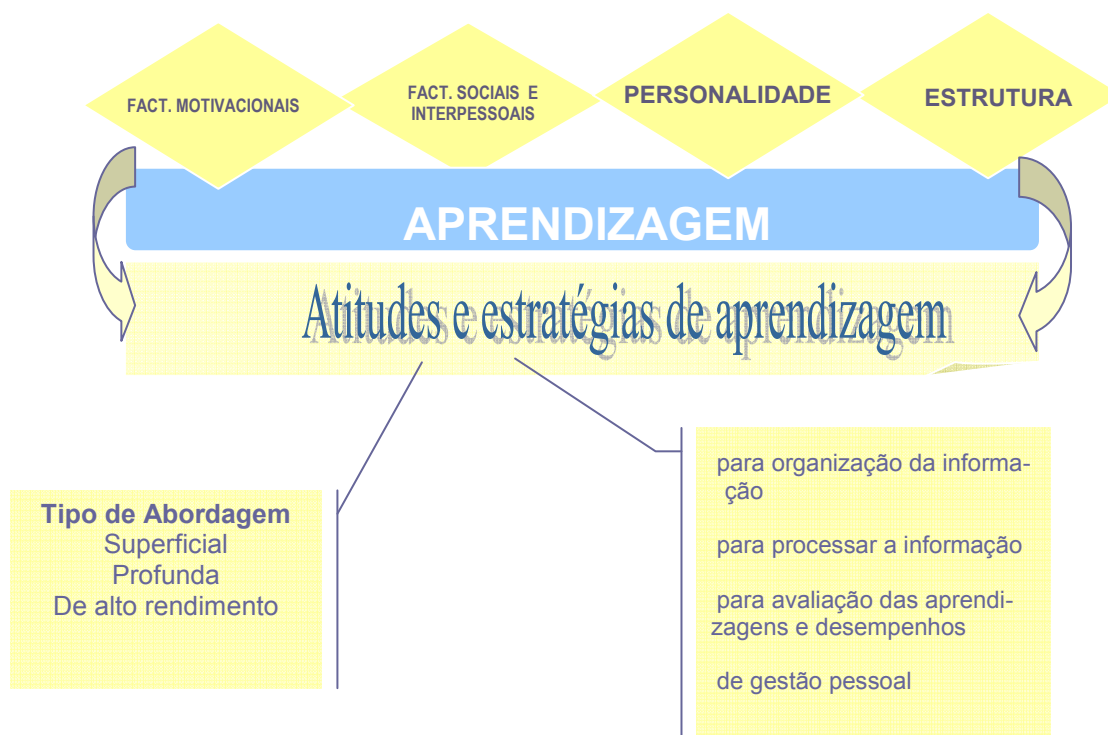 FACT. MOTIVACIONAIS
FACT. SOCIAIS E
INTERPESSOAIS
PERSONALIDADE
ESTRUTURA
APRENDIZAGEM
Atitudes e estratégias de aprendizagem
Tipo de Abordagem
Superficial
Profunda
De alto rendimento
para organização da informa-
ção
para processar a informação
para avaliação das aprendi-
zagens e desempenhos
de gestão pessoal